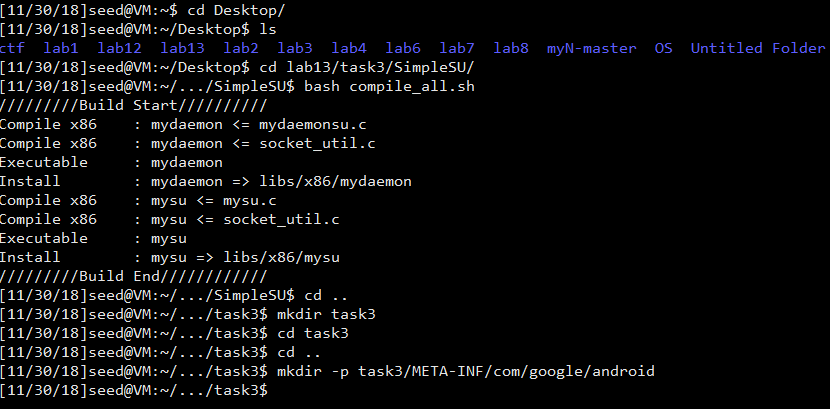 [11/30/18]seed@VM:~$ cd Desktop/
[11/30/18]seed@VM:~/Desktop$ ls
ctf  lab1  lab12  lab13  lab2  lab3  lab4  lab6  lab7  lab8  myN-master  OS  Untitled Folder
[11/30/18]seed@VM:~/Desktop$ cd lab13/task3/SimpleSU/
[11/30/18]seed@VM:~/.../SimpleSU$ bash compile_all.sh
/////////Build Start//////////
Compile x86    : mydaemon <= mydaemonsu.c
Compile x86    : mydaemon <= socket_util.c
Executable     : mydaemon
Install        : mydaemon => libs/x86/mydaemon
Compile x86    : mysu <= mysu.c
Compile x86    : mysu <= socket_util.c
Executable     : mysu
Install        : mysu => libs/x86/mysu
/////////Build End////////////
[11/30/18]seed@VM:~/.../SimpleSU$ cd ..
[11/30/18]seed@VM:~/.../task3$ mkdir task3
[11/30/18]seed@VM:~/.../task3$ cd task3
[11/30/18]seed@VM:~/.../task3$ cd ..
[11/30/18]seed@VM:~/.../task3$ mkdir -p task3/META-INF/com/google/android
[11/30/18]seed@VM:~/.../task3$